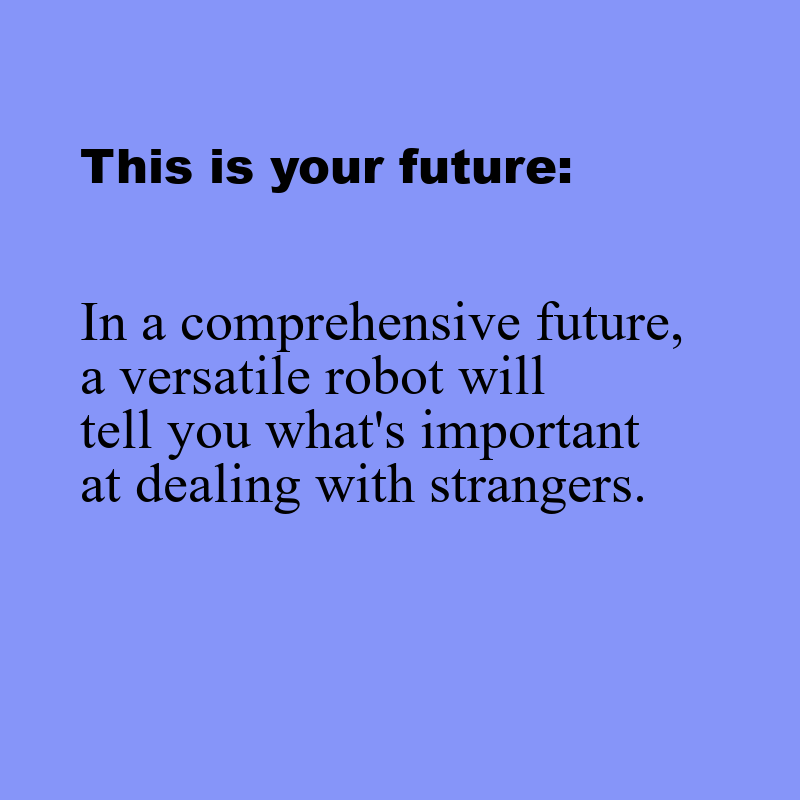 This is your future:
In a comprehensive future,
a versatile robot will
tell you what's important
at dealing with strangers.